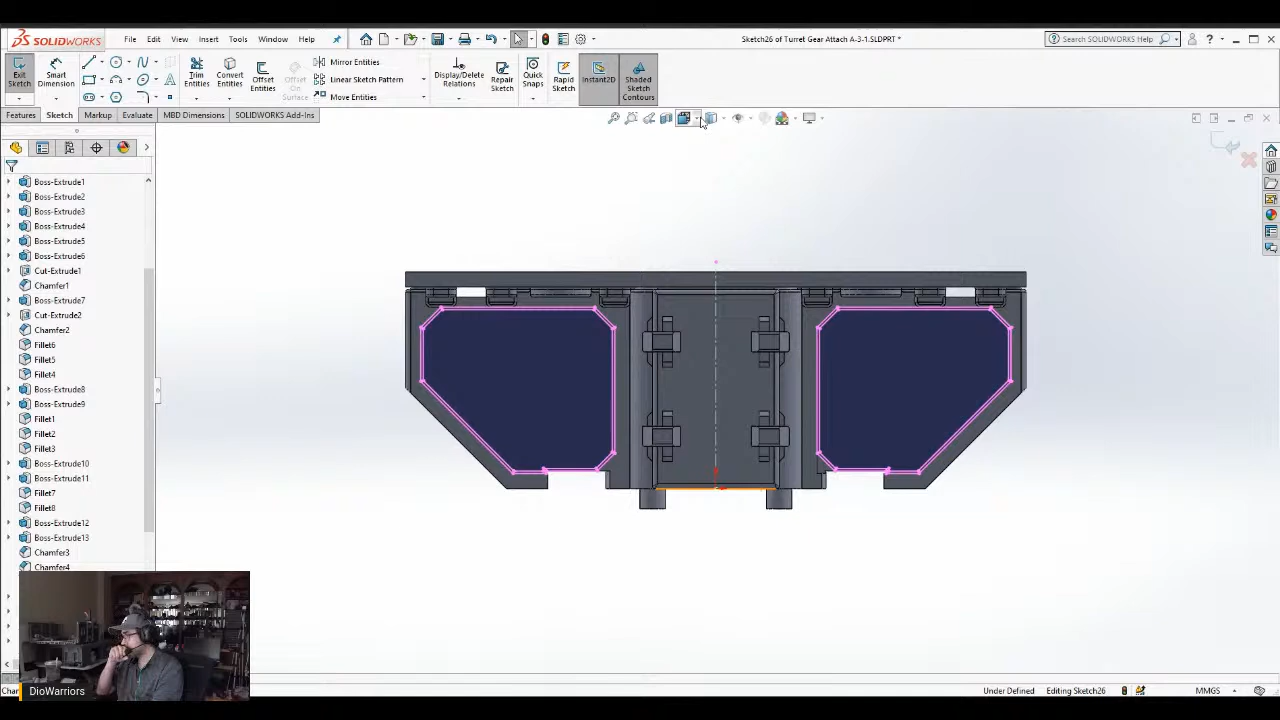 SOLIDWORKS
File Edit View Insert Tools Window Help
Sketch26 of Turret Gear Attach A-3-1.SLDPRT *
Search SOLIDWORKS Help
Exit Sketch
Smart Dimension
Trim Entities
Convert Entities
Offset Entities
Offset On Surface
Mirror Entities
Linear Sketch Pattern
Move Entities
Display/Delete Relations
Repair Sketch
Quick Snaps
Rapid Sketch
Instant2D
Shaded Sketch Contours
Features Sketch Markup Evaluate MBD Dimensions SOLIDWORKS Add-Ins
Boss-Extrude1
Boss-Extrude2
Boss-Extrude3
Boss-Extrude4
Boss-Extrude5
Boss-Extrude6
Cut-Extrude1
Chamfer1
Boss-Extrude7
Cut-Extrude2
Chamfer2
Fillet6
Fillet5
Fillet4
Boss-Extrude8
Boss-Extrude9
Fillet1
Fillet2
Fillet3
Boss-Extrude10
Boss-Extrude11
Fillet7
Fillet8
Boss-Extrude12
Boss-Extrude13
Chamfer3
Chamfer4
DioWarriors
Under Defined Editing Sketch26 MMGS